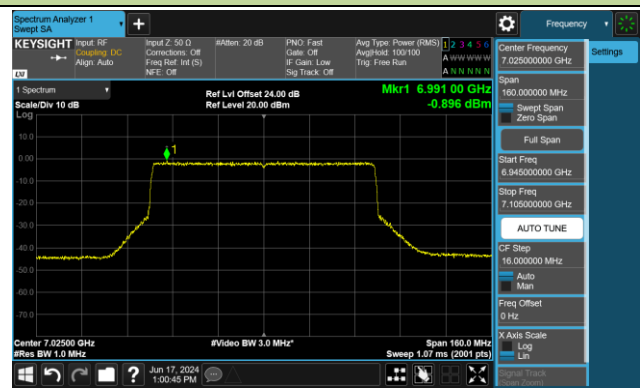 Spectrum Analyzer 1
Swept SA
Frequency
KEYSIGHT
Input: RF
Coupling: DC
Align: Auto
Input Z: 50 Ω
Corrections: Off
Freq Ref: Int (S)
NFE: Off
#Atten: 20 dB
PNO: Fast
Gate: Off
IF Gain: Low
Sig Track: Off
Avg Type: Power (RMS)
Avg|Hold: 100/100
Trig: Free Run
1 2 3 4 5 6
A W W W W W
A N N N N N
LXI
Center Frequency
7.025000000 GHz
Settings
Span
160.000000 MHz
Swept Span
Zero Span
Full Span
Start Freq
6.945000000 GHz
Stop Freq
7.105000000 GHz
AUTO TUNE
CF Step
16.000000 MHz
Auto
Man
Freq Offset
0 Hz
X Axis Scale
Log
Lin
Signal Track
(Span Zoom)
1 Spectrum
Scale/Div 10 dB
Log
Ref Lvl Offset 24.00 dB
Ref Level 20.00 dBm
Mkr1 6.991 00 GHz
-0.896 dBm
10.0
0.00
-10.0
-20.0
-30.0
-40.0
-50.0
-60.0
-70.0
1
Center 7.02500 GHz
#Res BW 1.0 MHz
#Video BW 3.0 MHz*
Span 160.0 MHz
Sweep 1.07 ms (2001 pts)
Jun 17, 2024
1:00:45 PM